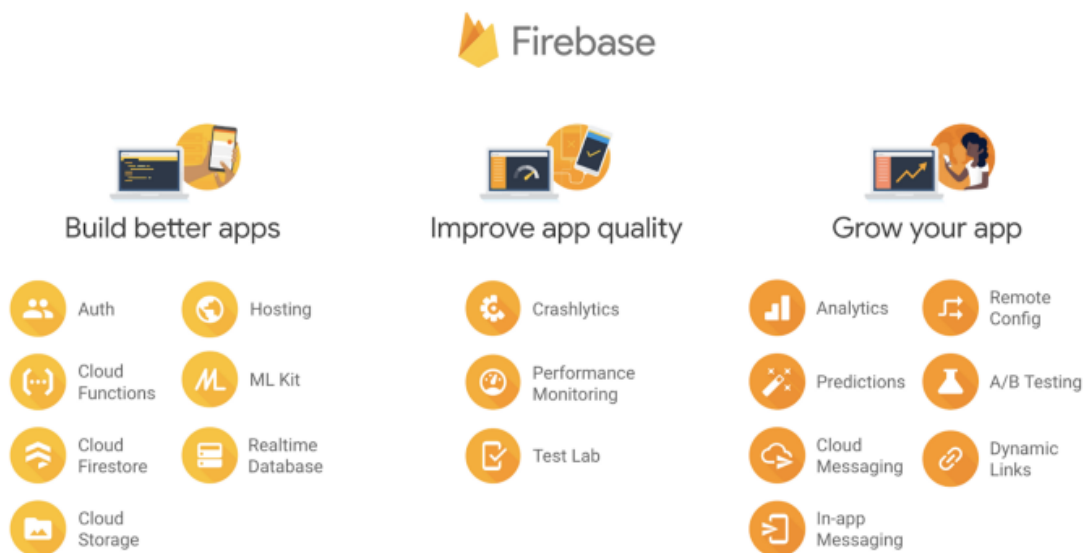 Firebase
Build better apps
Auth
Hosting
Cloud
Functions
ML Kit
Cloud
Firestore
Realtime
Database
Cloud
Storage
Improve app quality
Crashlytics
Performance
Monitoring
Test Lab
Grow your app
Analytics
Remote
Config
Predictions
A/B Testing
Cloud
Messaging
Dynamic
Links
In-app
Messaging